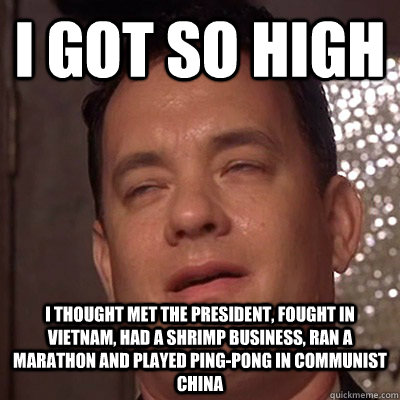 I GOT SO HIGH
I THOUGHT MET THE PRESIDENT, FOUGHT IN
VIETNAM, HAD A SHRIMP BUSINESS, RAN A
MARATHON AND PLAYED PING-PONG IN COMMUNIST
CHINA
quickmeme.com